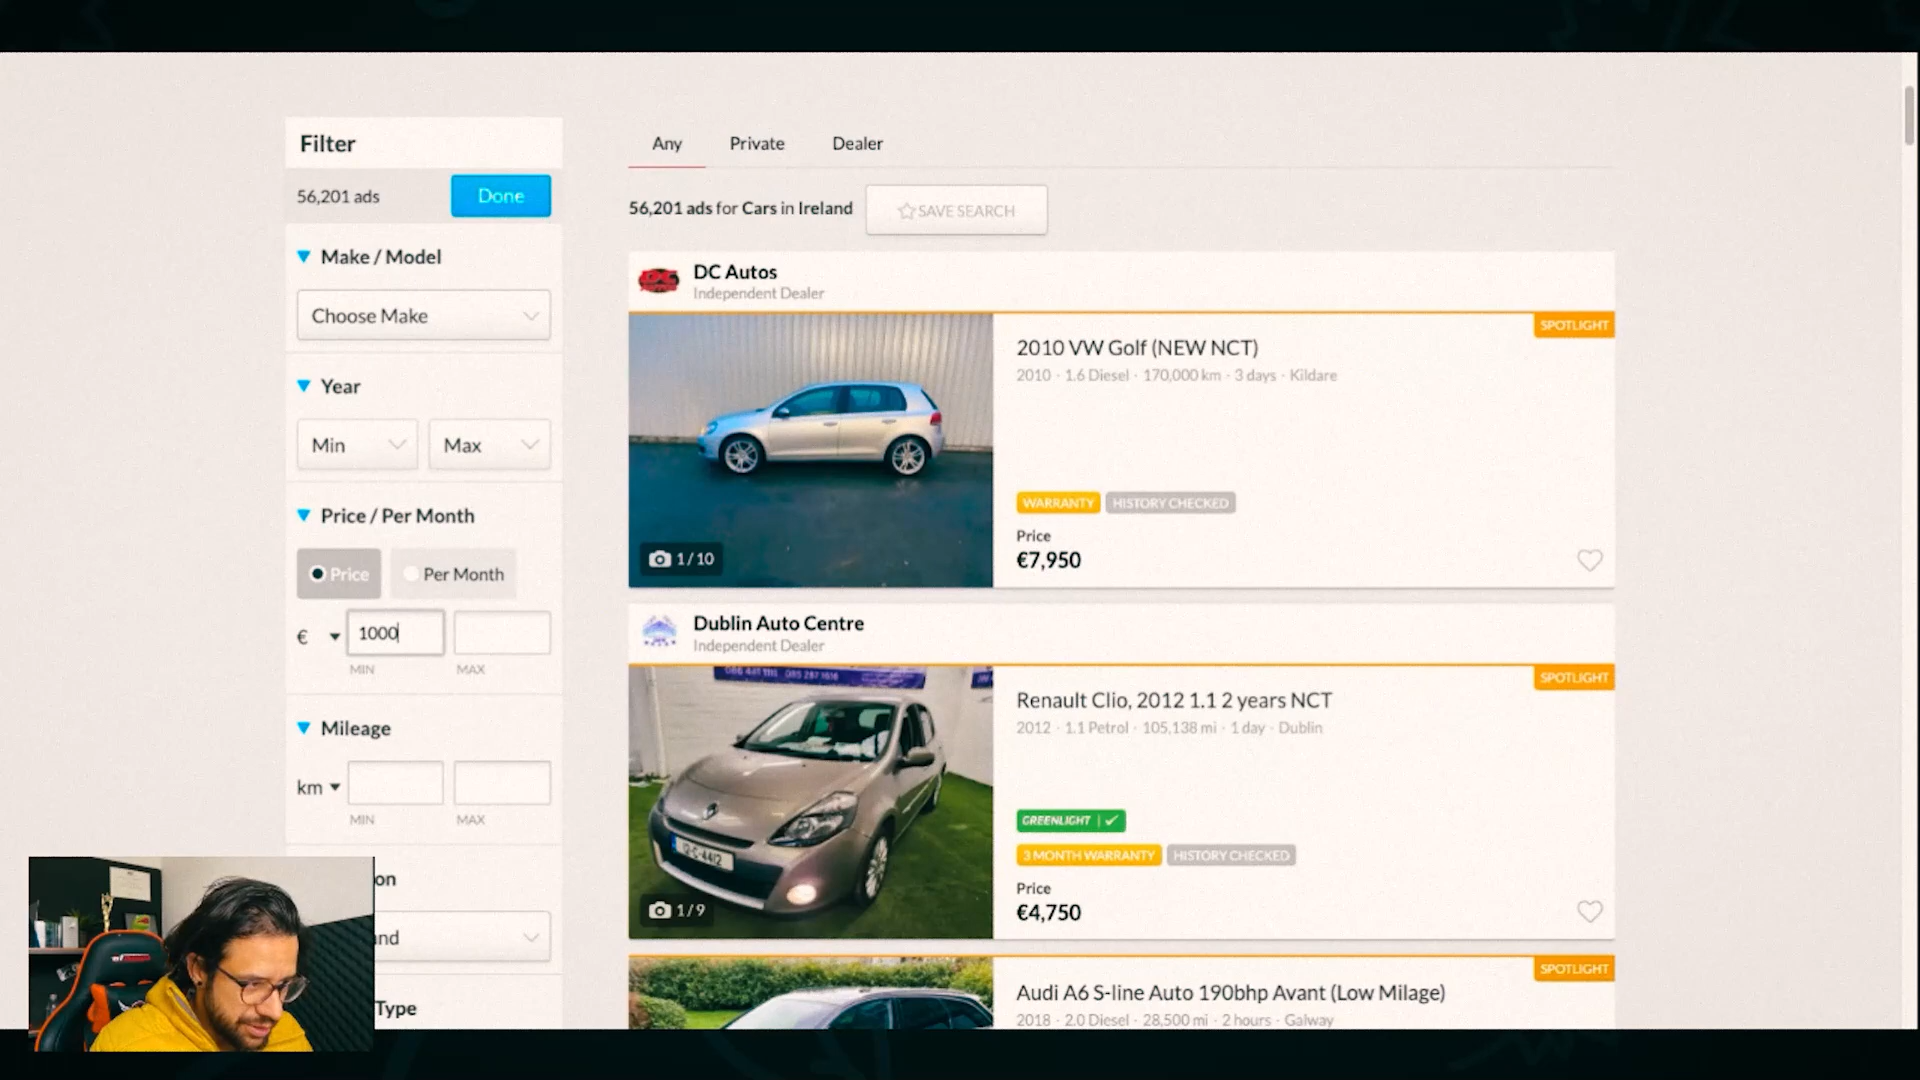 Filter
56,201 ads
Done
Make / Model
Choose Make
Year
Min
Max
Price / Per Month
Price
Per Month
€
1000
MIN
MAX
Mileage
km
MIN
MAX
on
nd
Type
Any
Private
Dealer
56,201 ads for Cars in Ireland
SAVE SEARCH
DC Autos
Independent Dealer
SPOTLIGHT
2010 VW Golf (NEW NCT)
2010 · 1.6 Diesel · 170,000 km · 3 days · Kildare
WARRANTY
HISTORY CHECKED
Price
€7,950
1 / 10
Dublin Auto Centre
Independent Dealer
SPOTLIGHT
Renault Clio, 2012 1.1 2 years NCT
2012 · 1.1 Petrol · 105,138 mi · 1 day · Dublin
12-C-4412
GREENLIGHT
3 MONTH WARRANTY
HISTORY CHECKED
Price
€4,750
1 / 9
SPOTLIGHT
Audi A6 S-line Auto 190bhp Avant (Low Milage)
2018 · 2.0 Diesel · 28,500 mi · 2 hours · Galway